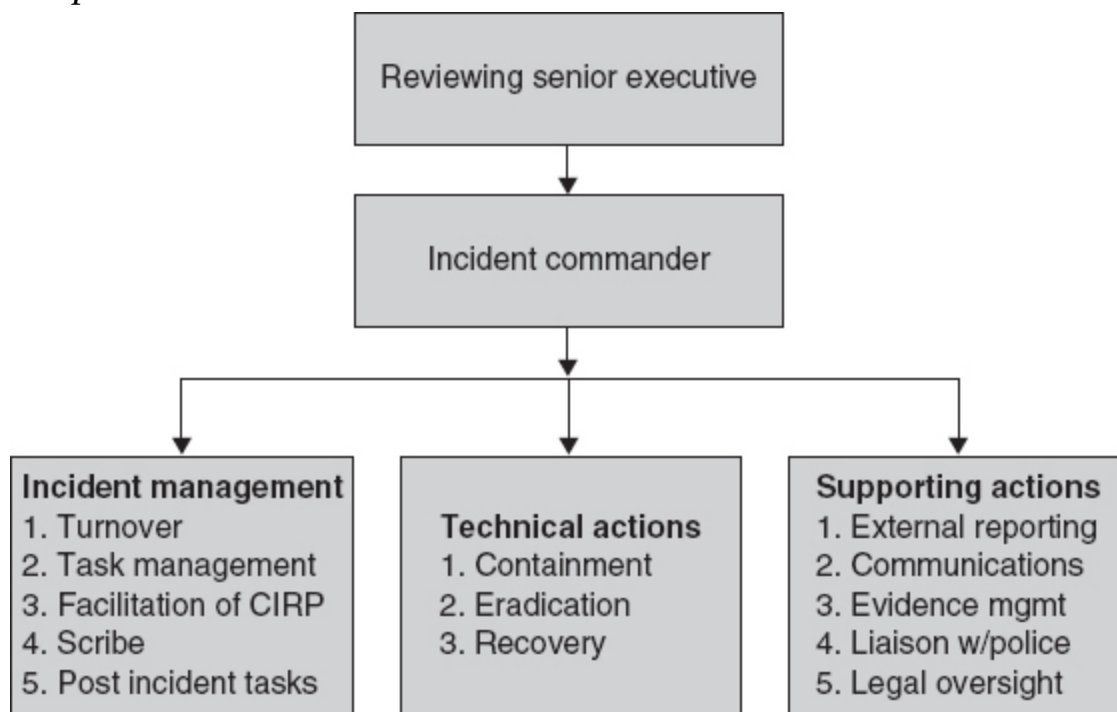 Reviewing senior executive
Incident commander
Incident management
1. Turnover
2. Task management
3. Facilitation of CIRP
4. Scribe
5. Post incident tasks
Technical actions
1. Containment
2. Eradication
3. Recovery
Supporting actions
1. External reporting
2. Communications
3. Evidence mgmt
4. Liaison w/police
5. Legal oversight